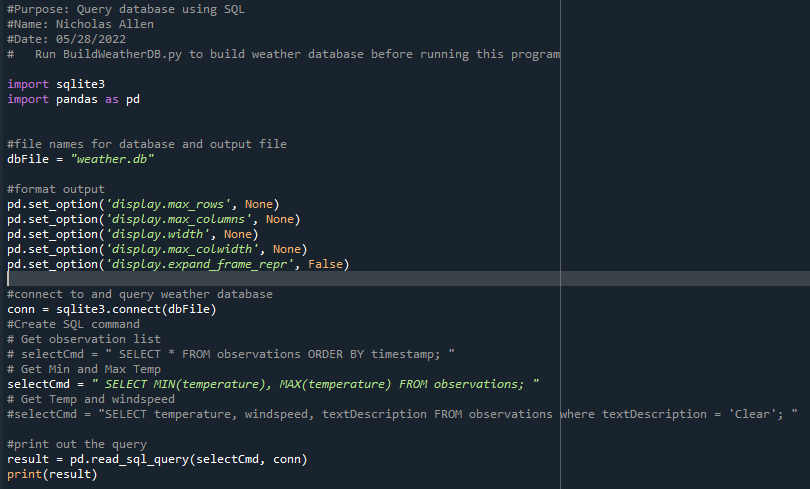 #Purpose: Query database using SQL
#Name: Nicholas Allen
#Date: 05/28/2022
#   Run BuildWeatherDB.py to build weather database before running this program
import sqlite3
import pandas as pd
#file names for database and output file
dbFile = "weather.db"
#format output
pd.set_option('display.max_rows', None)
pd.set_option('display.max_columns', None)
pd.set_option('display.width', None)
pd.set_option('display.max_colwidth', None)
pd.set_option('display.expand_frame_repr', False)
#connect to and query weather database
conn = sqlite3.connect(dbFile)
#Create SQL command
# Get observation list
# selectCmd = " SELECT * FROM observations ORDER BY timestamp; "
# Get Min and Max Temp
selectCmd = " SELECT MIN(temperature), MAX(temperature) FROM observations; "
# Get Temp and windspeed
#selectCmd = "SELECT temperature, windspeed, textDescription FROM observations where textDescription = 'Clear'; "
#print out the query
result = pd.read_sql_query(selectCmd, conn)
print(result)